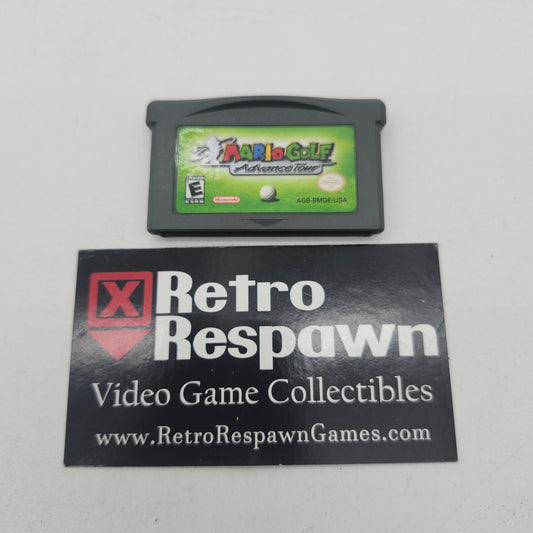 MARIO GOLF
Advance Tour
E
Nintendo
AGB-BMGE-USA
X
Retro
Respawn
Video Game Collectibles
www.RetroRespawnGames.com